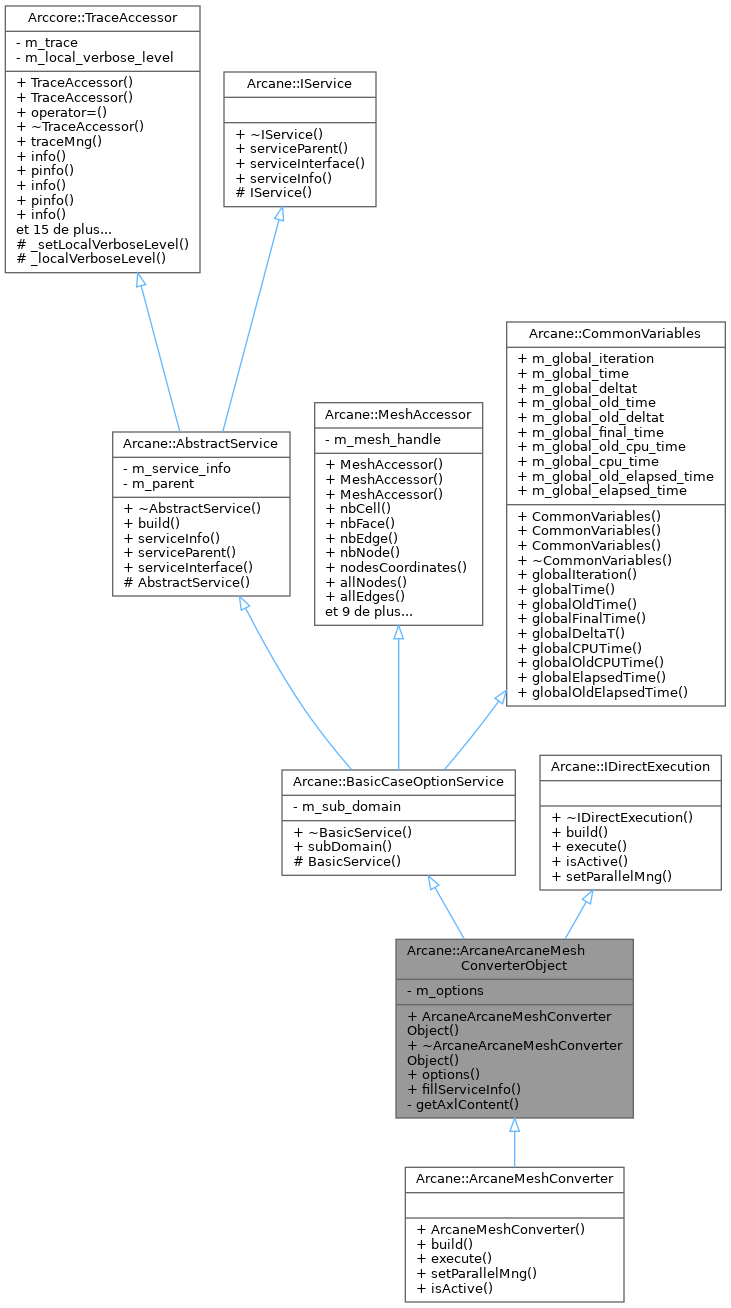 Arccore::TraceAccessor
- m_trace
- m_local_verbose_level
+ TraceAccessor()
+ TraceAccessor()
+ operator=()
+ ~TraceAccessor()
+ traceMng()
+ info()
+ pinfo()
+ info()
+ pinfo()
+ info()
et 15 de plus...
# _setLocalVerboseLevel()
# _localVerboseLevel()
Arcane::IService
+ ~IService()
+ serviceParent()
+ serviceInterface()
+ serviceInfo()
# IService()
Arcane::CommonVariables
+ m_global_iteration
+ m_global_time
+ m_global_deltat
+ m_global_old_time
+ m_global_old_deltat
+ m_global_final_time
+ m_global_old_cpu_time
+ m_global_cpu_time
+ m_global_old_elapsed_time
+ m_global_elapsed_time
+ CommonVariables()
+ CommonVariables()
+ CommonVariables()
+ ~CommonVariables()
+ globalIteration()
+ globalTime()
+ globalOldTime()
+ globalFinalTime()
+ globalDeltaT()
+ globalCPUTime()
+ globalOldCPUTime()
+ globalElapsedTime()
+ globalOldElapsedTime()
Arcane::MeshAccessor
- m_mesh_handle
+ MeshAccessor()
+ MeshAccessor()
+ MeshAccessor()
+ nbCell()
+ nbFace()
+ nbEdge()
+ nbNode()
+ nodesCoordinates()
+ allNodes()
+ allEdges()
et 9 de plus...
Arcane::AbstractService
- m_service_info
- m_parent
+ ~AbstractService()
+ build()
+ serviceInfo()
+ serviceParent()
+ serviceInterface()
# AbstractService()
Arcane::BasicCaseOptionService
- m_sub_domain
+ ~BasicService()
+ subDomain()
# BasicService()
Arcane::IDirectExecution
+ ~IDirectExecution()
+ build()
+ execute()
+ isActive()
+ setParallelMng()
Arcane::ArcaneArcaneMesh
ConverterObject
- m_options
+ ArcaneArcaneMeshConverter
Object()
+ ~ArcaneArcaneMeshConverter
Object()
+ options()
+ fillServiceInfo()
- getAxlContent()
Arcane::ArcaneMeshConverter
+ ArcaneMeshConverter()
+ build()
+ execute()
+ setParallelMng()
+ isActive()